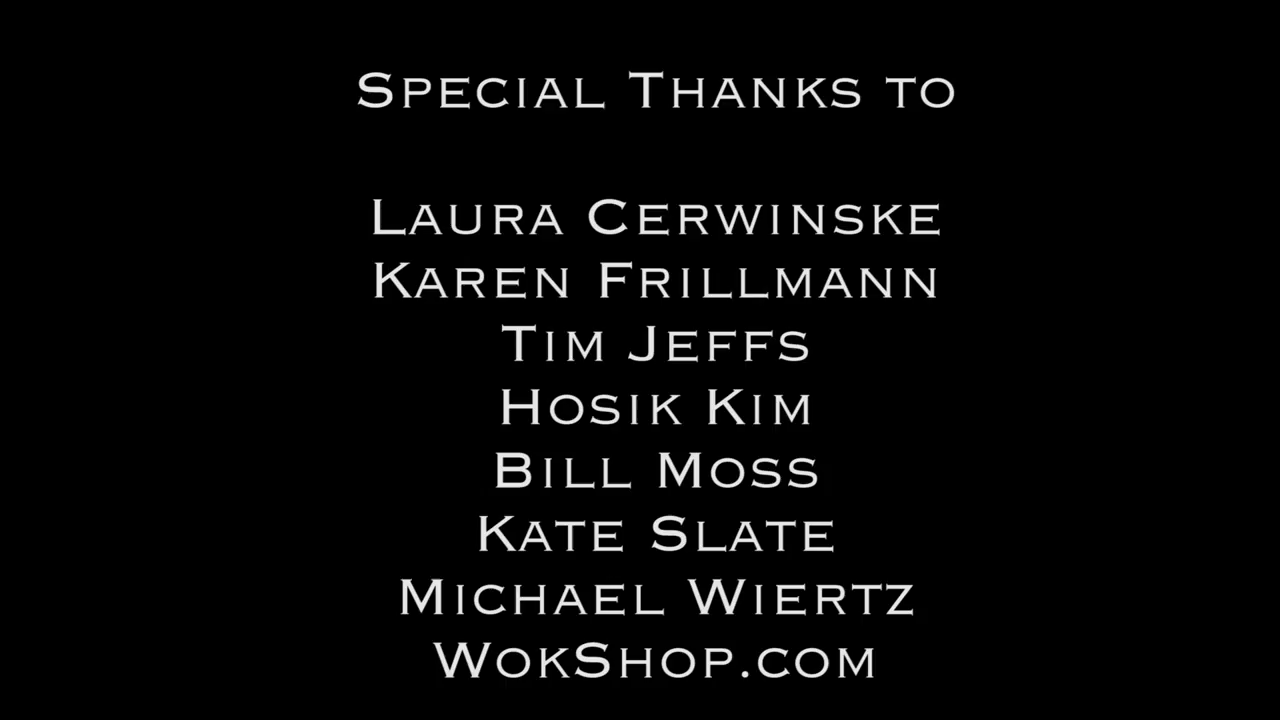 Special Thanks to
Laura Cerwinske
Karen Frillmann
Tim Jeffs
Hosik Kim
Bill Moss
Kate Slate
Michael Wiertz
WokShop.com